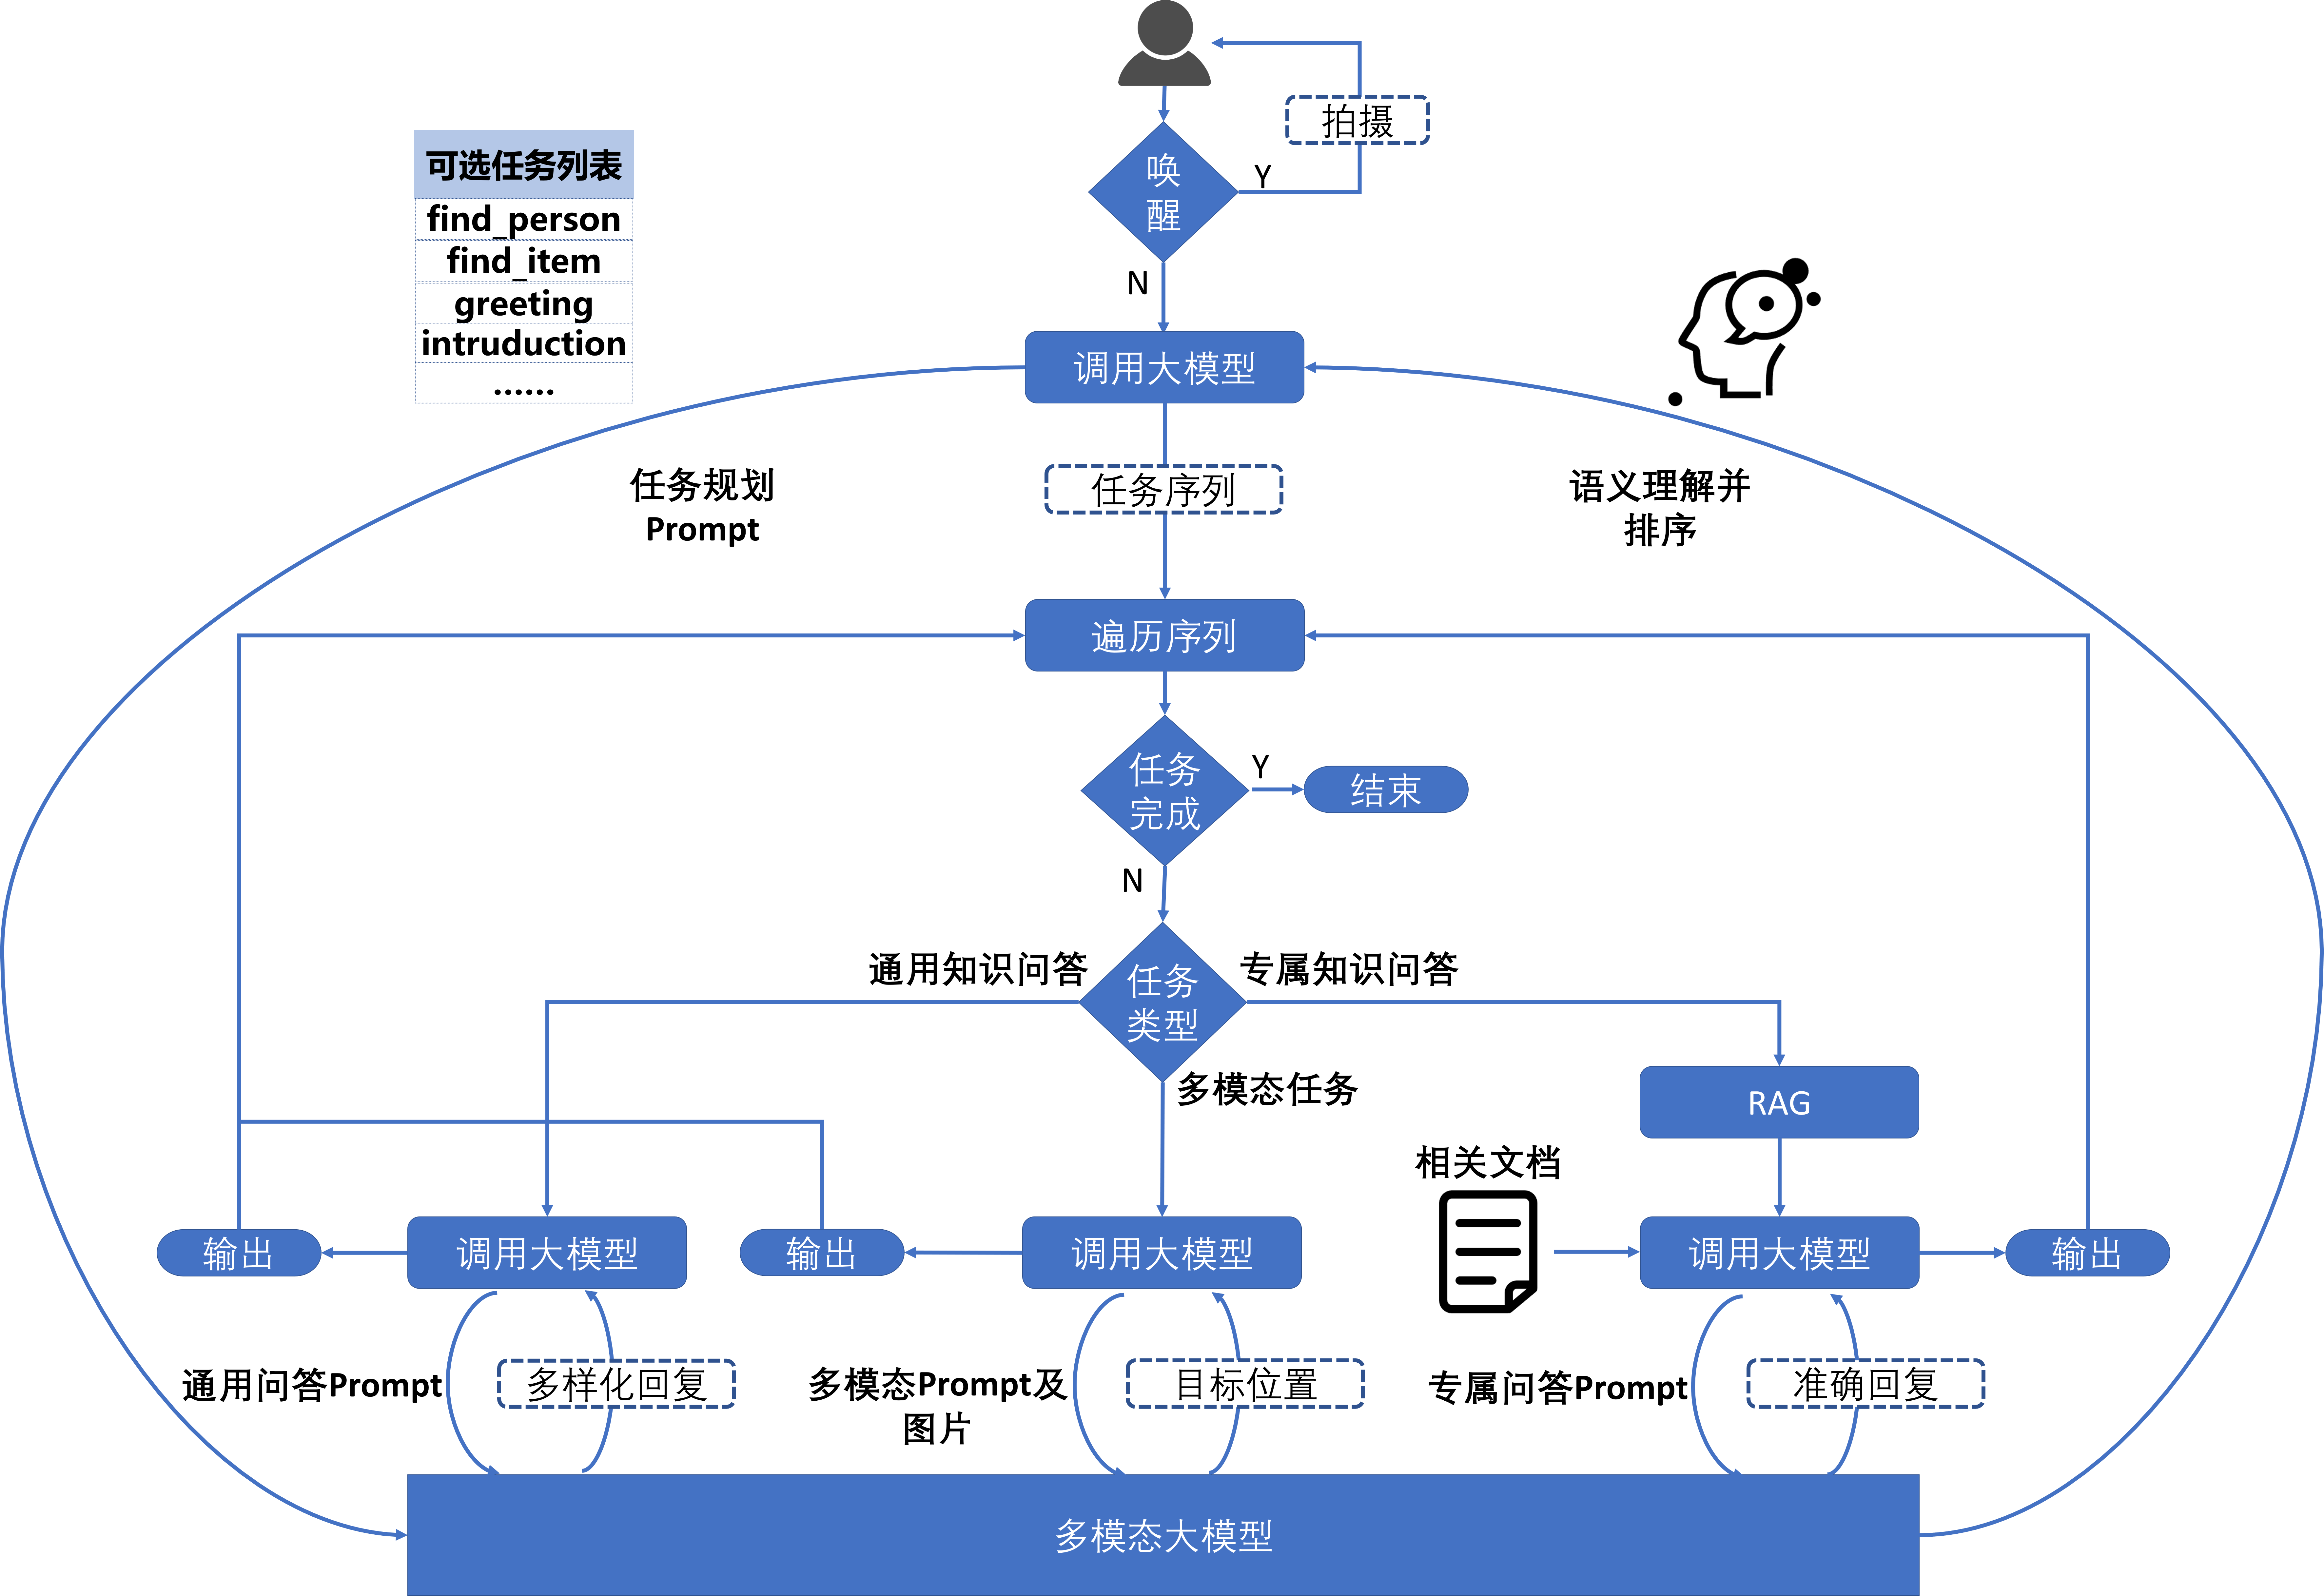 拍摄
唤
醒
Y
N
可选任务列表
find_person
find_item
greeting
intruduction
……
调用大模型
任务规划
Prompt
任务序列
语义理解并
排序
遍历序列
任务
完成
Y
结束
N
通用知识问答
任务
类型
专属知识问答
多模态任务
RAG
相关文档
输出
调用大模型
输出
调用大模型
调用大模型
输出
通用问答Prompt
多样化回复
多模态Prompt及
图片
目标位置
专属问答Prompt
准确回复
多模态大模型